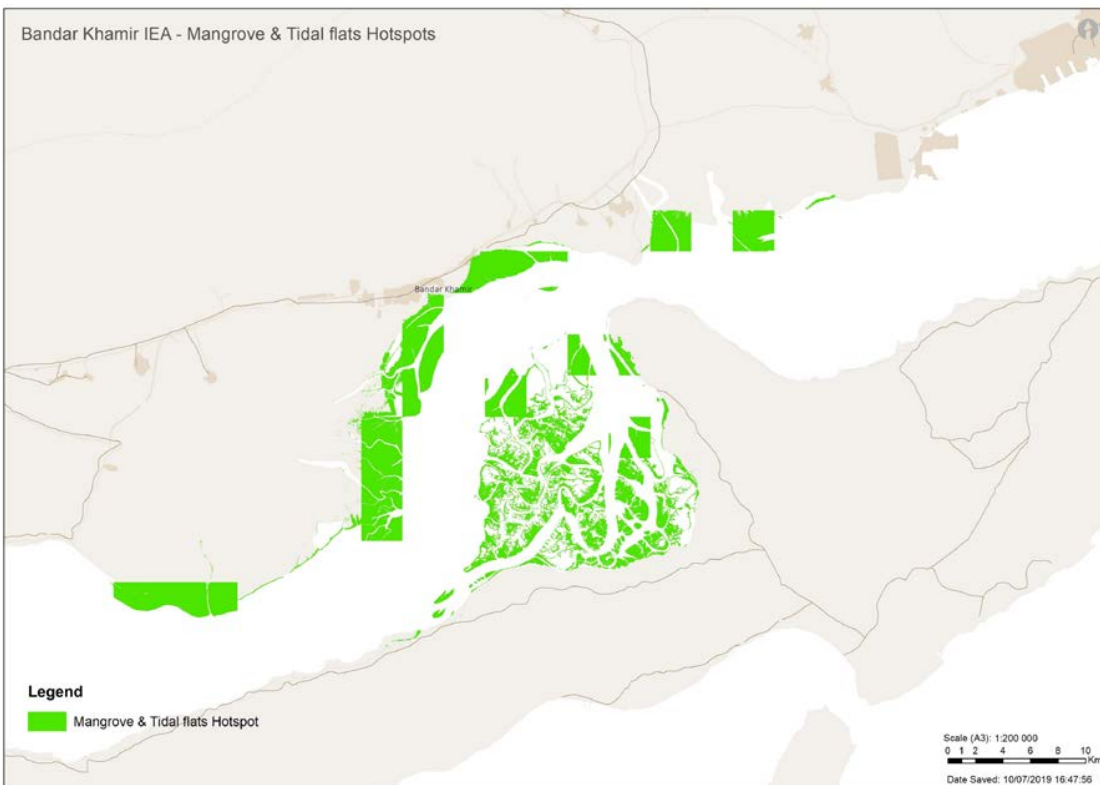 Bandar Khamir IEA - Mangrove & Tidal flats Hotspots
Bandar Khamir
Legend
Mangrove & Tidal flats Hotspot
Scale (A3): 1:200 000
0 1 2 4 6 8 10
Km
Date Saved: 10/07/2019 16:47:56